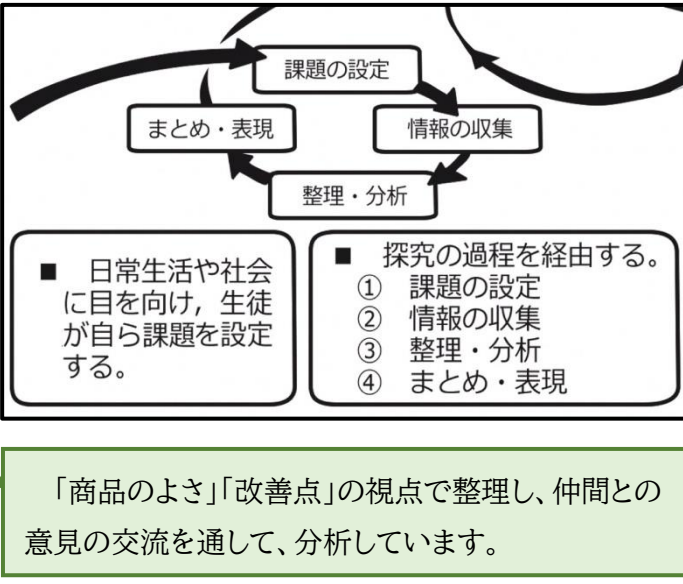 課題の設定
まとめ・表現
情報の収集
整理・分析
■ 日常生活や社会
に目を向け，生徒
が自ら課題を設定
する。
■ 探究の過程を経由する。
① 課題の設定
② 情報の収集
③ 整理・分析
④ まとめ・表現
「商品のよさ」「改善点」の視点で整理し、仲間との
意見の交流を通して、分析しています。